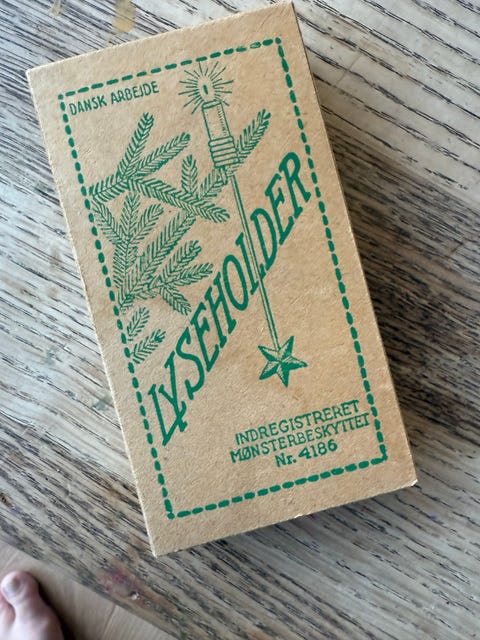 DANSK ARBEJDE
LYSEHOLDER
INDREGISTRERET
MØNSTERBESKYTTET
Nr. 4186